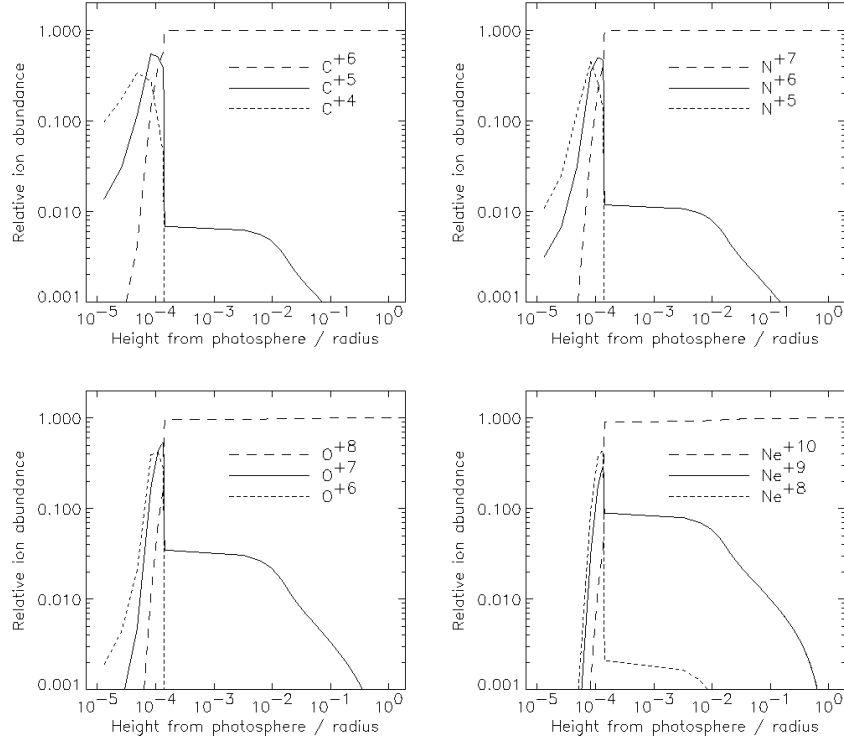 Relative ion abundance
1.000
0.100
0.010
0.001
C+6
C+5
C+4
10-5 10-4 10-3 10-2 10-1 100
Height from photosphere / radius
Relative ion abundance
1.000
0.100
0.010
0.001
N+7
N+6
N+5
10-5 10-4 10-3 10-2 10-1 100
Height from photosphere / radius
Relative ion abundance
1.000
0.100
0.010
0.001
O+8
O+7
O+6
10-5 10-4 10-3 10-2 10-1 100
Height from photosphere / radius
Relative ion abundance
1.000
0.100
0.010
0.001
Ne+10
Ne+9
Ne+8
10-5 10-4 10-3 10-2 10-1 100
Height from photosphere / radius